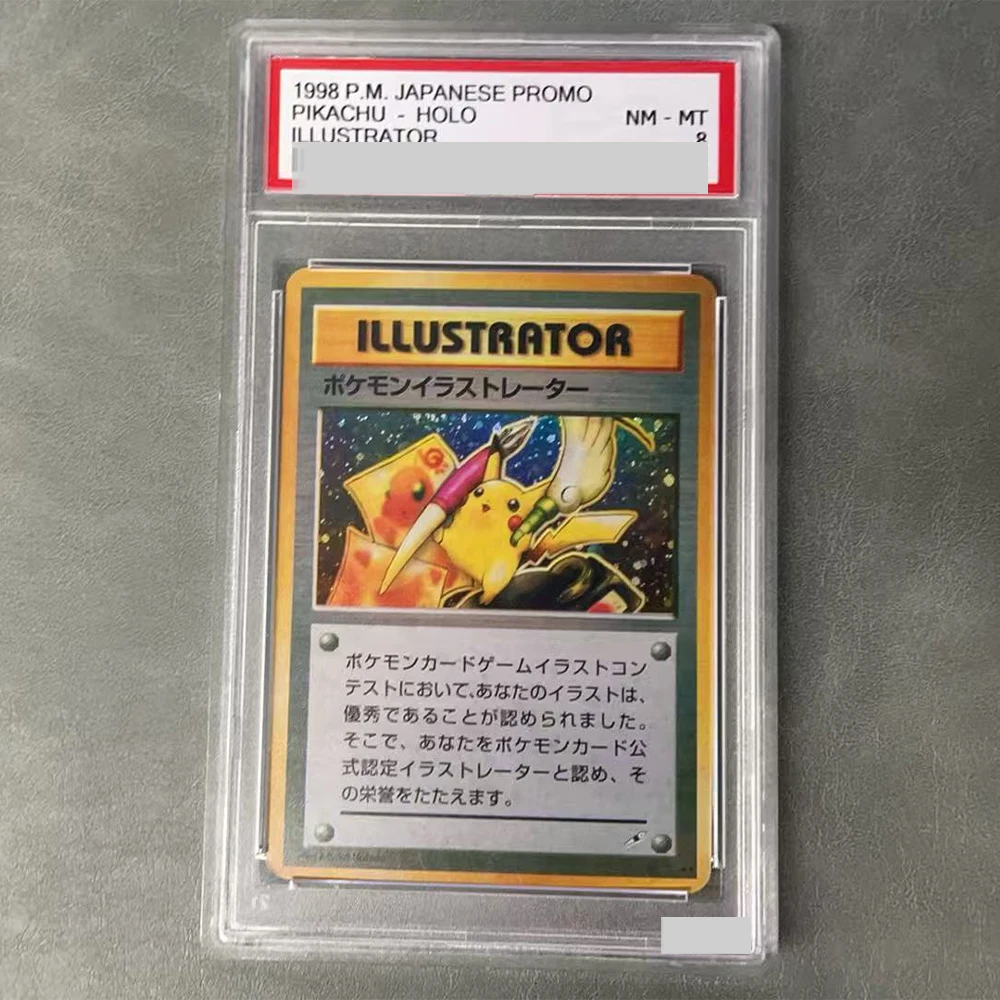 1998 P.M. JAPANESE PROMO
PIKACHU - HOLO NM - MT
ILLUSTRATOR 8
ILLUSTRATOR
ポケモンイラストレーター
ポケモンカードゲームイラストコン
テストにおいて、あなたのイラストは、
優秀であることが認められました。
そこで、あなたをポケモンカード公
式認定イラストレーターと認め、そ
の栄誉をたたえます。